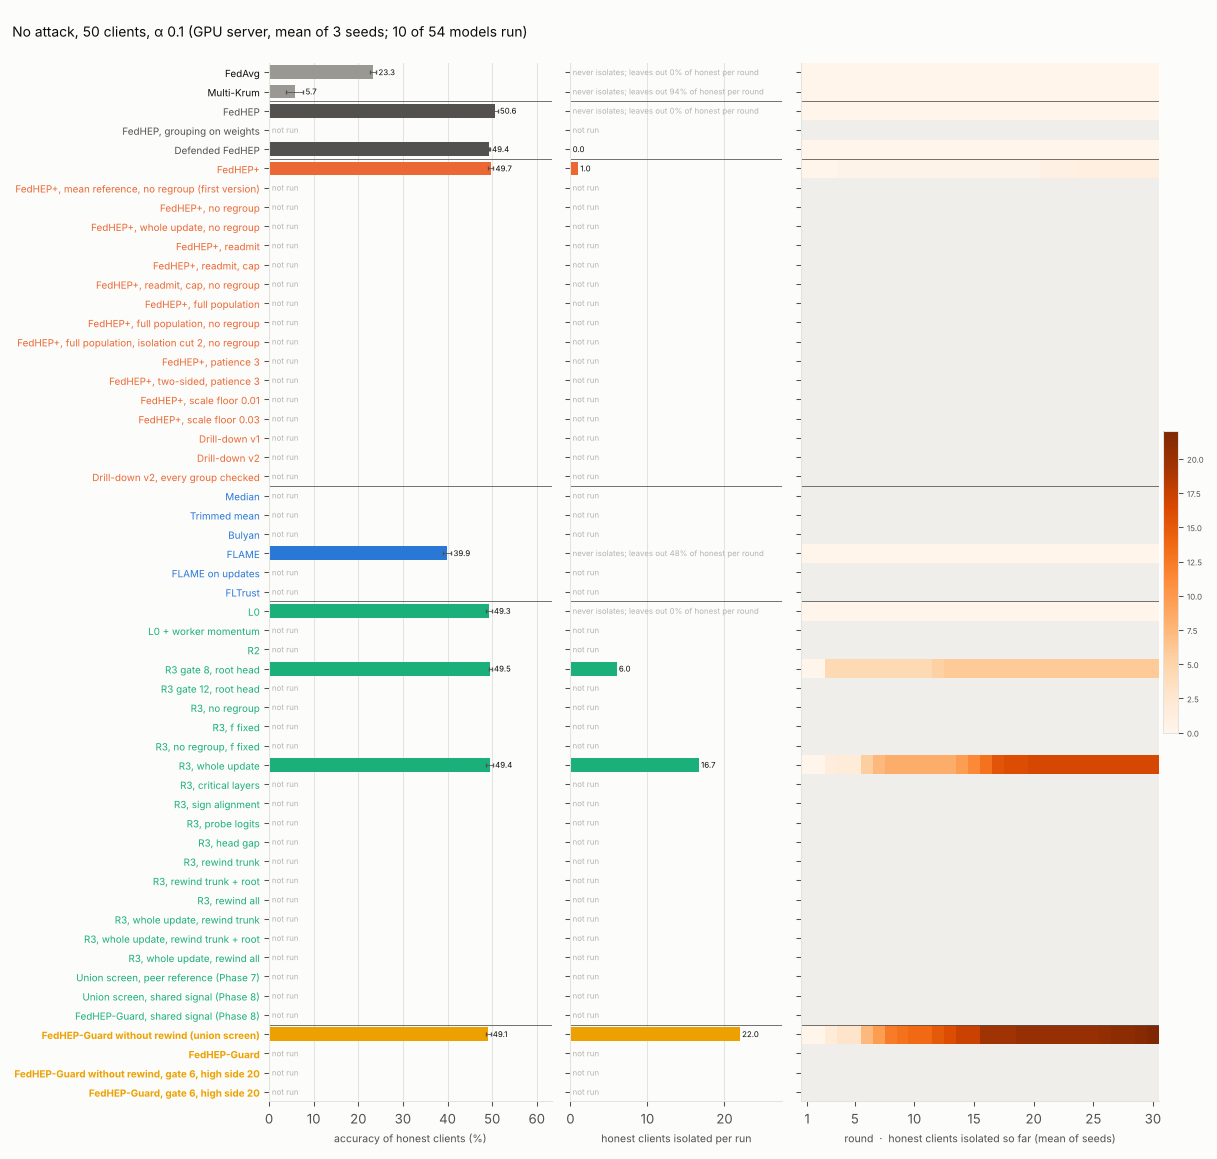 No attack, 50 clients, α 0.1 (GPU server, mean of 3 seeds; 10 of 54 models run)
FedAvg 23.3 never isolates; leaves out 0% of honest per round
Multi-Krum 5.7 never isolates; leaves out 94% of honest per round
FedHEP 50.6 never isolates; leaves out 0% of honest per round
FedHEP, grouping on weights not run not run
Defended FedHEP 49.4 0.0
FedHEP+ 49.7 1.0
FedHEP+, mean reference, no regroup (first version) not run not run
FedHEP+, no regroup not run not run
FedHEP+, whole update, no regroup not run not run
FedHEP+, readmit not run not run
FedHEP+, readmit, cap not run not run
FedHEP+, readmit, cap, no regroup not run not run
FedHEP+, full population not run not run
FedHEP+, full population, no regroup not run not run
FedHEP+, full population, isolation cut 2, no regroup not run not run
FedHEP+, patience 3 not run not run
FedHEP+, two-sided, patience 3 not run not run
FedHEP+, scale floor 0.01 not run not run
FedHEP+, scale floor 0.03 not run not run
Drill-down v1 not run not run
Drill-down v2 not run not run
Drill-down v2, every group checked not run not run
Median not run not run
Trimmed mean not run not run
Bulyan not run not run
FLAME 39.9 never isolates; leaves out 48% of honest per round
FLAME on updates not run not run
FLTrust not run not run
L0 49.3 never isolates; leaves out 0% of honest per round
L0 + worker momentum not run not run
R2 not run not run
R3 gate 8, root head 49.5 6.0
R3 gate 12, root head not run not run
R3, no regroup not run not run
R3, f fixed not run not run
R3, no regroup, f fixed not run not run
R3, whole update 49.4 16.7
R3, critical layers not run not run
R3, sign alignment not run not run
R3, probe logits not run not run
R3, head gap not run not run
R3, rewind trunk not run not run
R3, rewind trunk + root not run not run
R3, rewind all not run not run
R3, whole update, rewind trunk not run not run
R3, whole update, rewind trunk + root not run not run
R3, whole update, rewind all not run not run
Union screen, peer reference (Phase 7) not run not run
Union screen, shared signal (Phase 8) not run not run
FedHEP-Guard, shared signal (Phase 8) not run not run
FedHEP-Guard without rewind (union screen) 49.1 22.0
FedHEP-Guard not run not run
FedHEP-Guard without rewind, gate 6, high side 20 not run not run
FedHEP-Guard, gate 6, high side 20 not run not run
0 10 20 30 40 50 60
accuracy of honest clients (%)
0 10 20
honest clients isolated per run
1 5 10 15 20 25 30
round · honest clients isolated so far (mean of seeds)
20.0
17.5
15.0
12.5
10.0
7.5
5.0
2.5
0.0